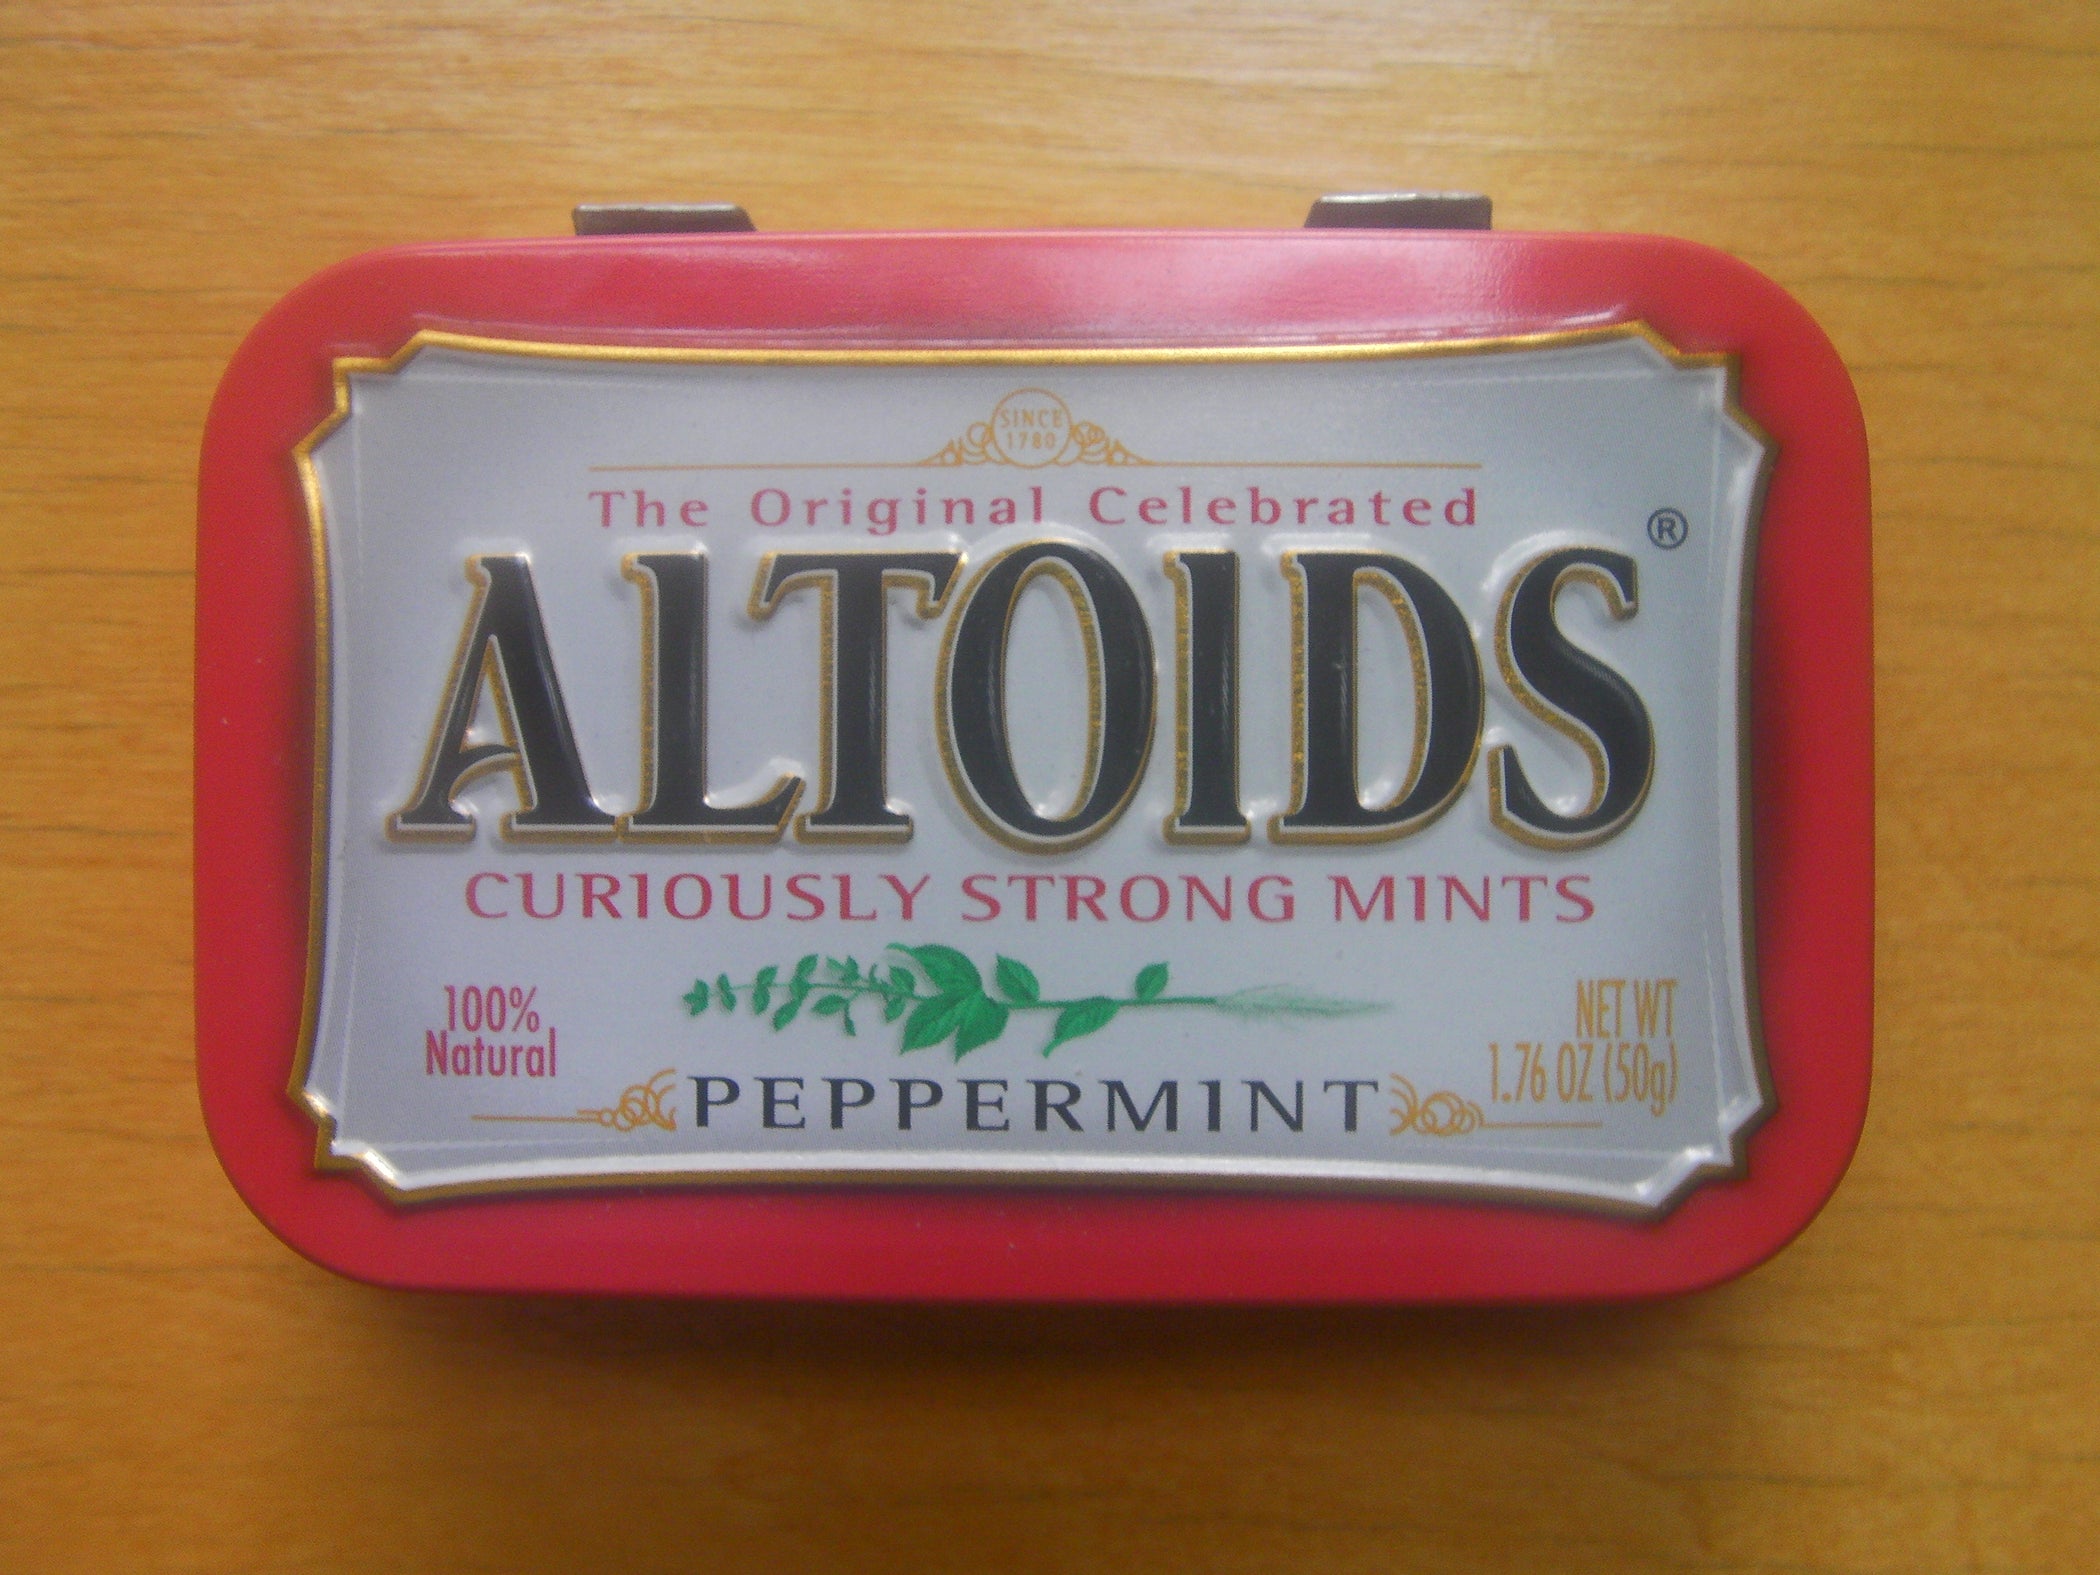 SINCE
1780
The Original Celebrated
ALTOIDS®
CURIOUSLY STRONG MINTS
100%
Natural
PEPPERMINT
NET WT
1.76 OZ (50g)